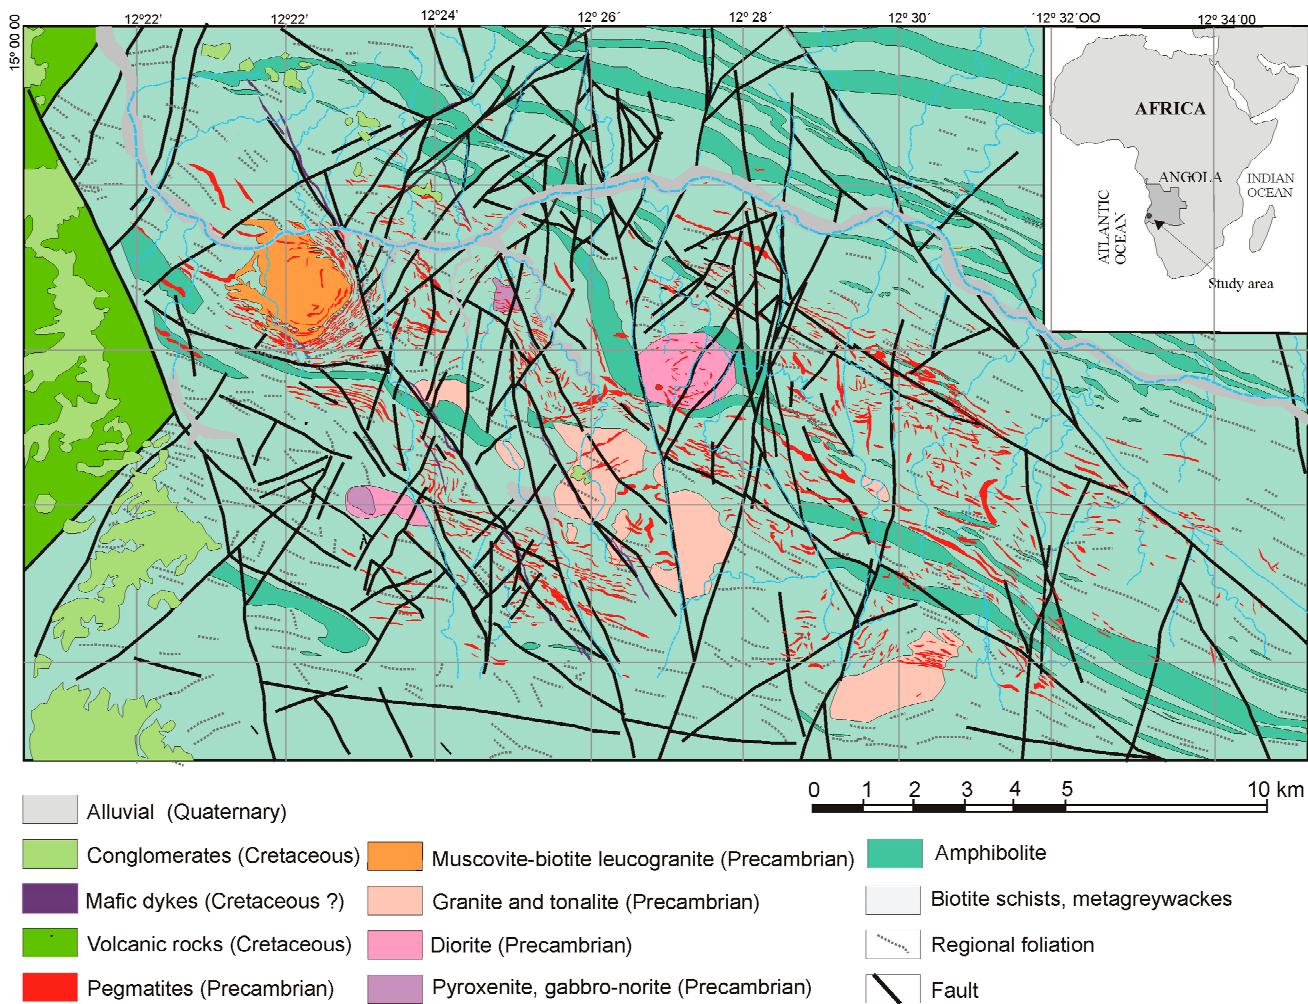 12º22′ 12º22′ 12º24′ 12º 26′ 12º 28′ 12º 30′ 12º 32′ 00 12º 34′ 00
15º 00 00
AFRICA
ANGOLA
INDIAN
OCEAN
ATLANTIC
OCEAN
Study area
0 1 2 3 4 5 10 km
Alluvial (Quaternary)
Conglomerates (Cretaceous)
Mafic dykes (Cretaceous ?)
Volcanic rocks (Cretaceous)
Pegmatites (Precambrian)
Muscovite-biotite leucogranite (Precambrian)
Granite and tonalite (Precambrian)
Diorite (Precambrian)
Pyroxenite, gabbro-norite (Precambrian)
Amphibolite
Biotite schists, metagreywackes
Regional foliation
Fault